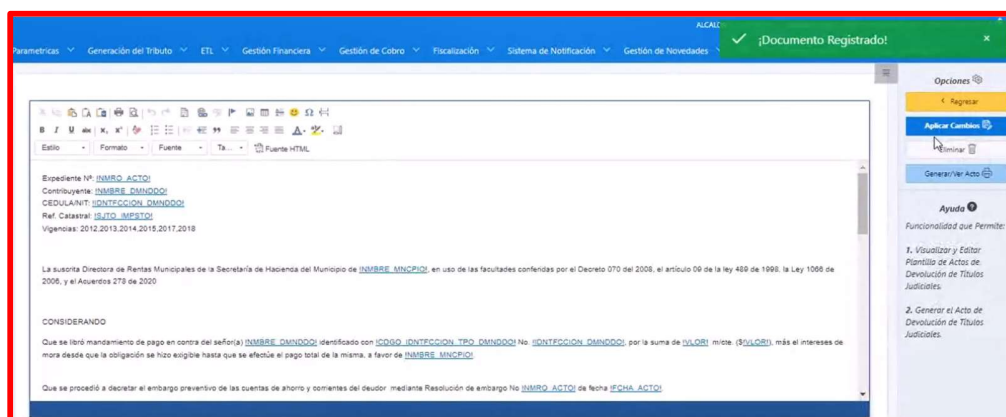 ALCALD
¡Documento Registrado!
Parametricas Generación del Tributo ETL Gestión Financiera Gestión de Cobro Fiscalización Sistema de Notificación Gestión de Novedades
Opciones
Regresar
Aplicar Cambios
Eliminar
Generar/Ver Acto
Ayuda
Funcionalidad que Permite:
1. Visualizar y Editar
Plantilla de Actos de
Devolución de Títulos
Judiciales.
2. Generar el Acto de
Devolución de Títulos
Judiciales.
Estilo Formato Fuente Ta... Fuente HTML
Expediente Nº: !NMRO_ACTO!
Contribuyente: !NMBRE_DMNDDO!
CEDULA/NIT: !IDNTFCCION_DMNDDO!
Ref. Catastral: !SJTO_IMPSTO!
Vigencias: 2012,2013,2014,2015,2017,2018
La suscrita Directora de Rentas Municipales de la Secretaría de Hacienda del Municipio de !NMBRE_MNCPIO!, en uso de las facultades conferidas por el Decreto 070 del 2008, el artículo 09 de la ley 489 de 1998, la Ley 1066 de
2006, y el Acuerdos 278 de 2020
CONSIDERANDO
Que se libró mandamiento de pago en contra del señor(a) !NMBRE_DMNDDO! identificado con !CDGO_IDNTFCCION_TPO_DMNDDO! No. !IDNTFCCION_DMNDDO!, por la suma de !VLOR! m/cte. ($!VLOR!), más el intereses de
mora desde que la obligación se hizo exigible hasta que se efectúe el pago total de la misma, a favor de !NMBRE_MNCPIO!.
Que se procedió a decretar el embargo preventivo de las cuentas de ahorro y corrientes del deudor mediante Resolución de embargo No !NMRO_ACTO! de fecha !FCHA_ACTO!.